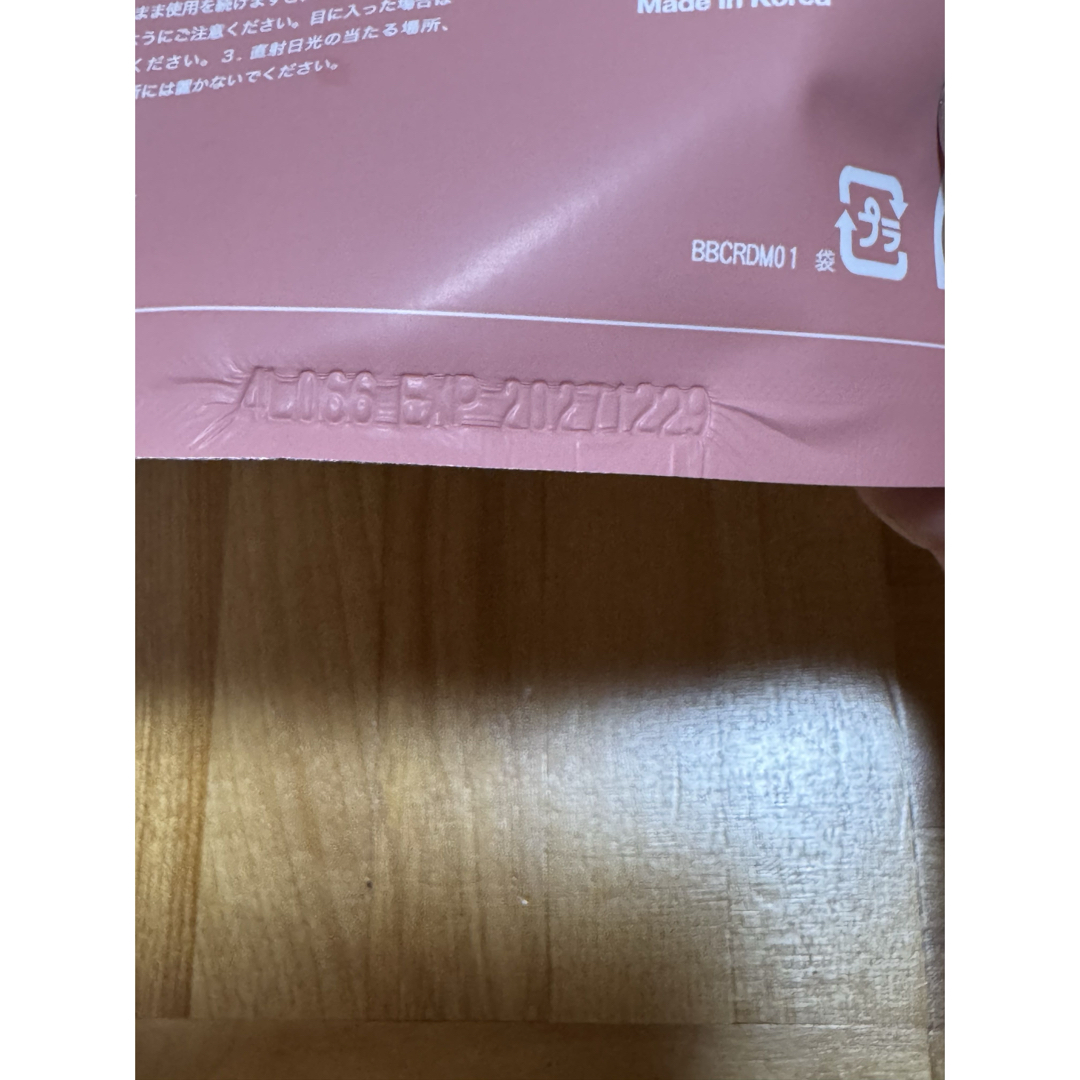 まま使用を続けますと、
ようにご注意ください。目に入った場合は
ください。3. 直射日光の当たる場所、
所には置かないでください。
Made in Korea
プラ
BBCRDM01 袋
4L066 EXP 20271229